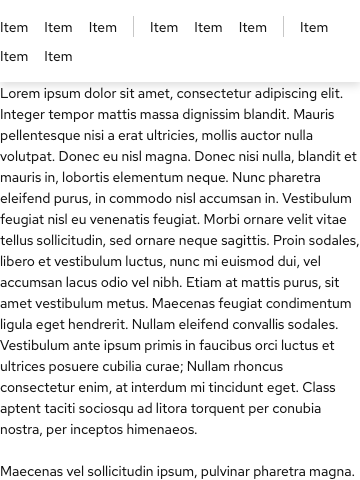 Item Item Item Item Item Item Item
Item Item
Lorem ipsum dolor sit amet, consectetur adipiscing elit.
Integer tempor mattis massa dignissim blandit. Mauris
pellentesque nisi a erat ultricies, mollis auctor nulla
volutpat. Donec eu nisl magna. Donec nisi nulla, blandit et
mauris in, lobortis elementum neque. Nunc pharetra
eleifend purus, in commodo nisl accumsan in. Vestibulum
feugiat nisl eu venenatis feugiat. Morbi ornare velit vitae
tellus sollicitudin, sed ornare neque sagittis. Proin sodales,
libero et vestibulum luctus, nunc mi euismod dui, vel
accumsan lacus odio vel nibh. Etiam at mattis purus, sit
amet vestibulum metus. Maecenas feugiat condimentum
ligula eget hendrerit. Nullam eleifend convallis sodales.
Vestibulum ante ipsum primis in faucibus orci luctus et
ultrices posuere cubilia curae; Nullam rhoncus
consectetur enim, at interdum mi tincidunt eget. Class
aptent taciti sociosqu ad litora torquent per conubia
nostra, per inceptos himenaeos.
Maecenas vel sollicitudin ipsum, pulvinar pharetra magna.